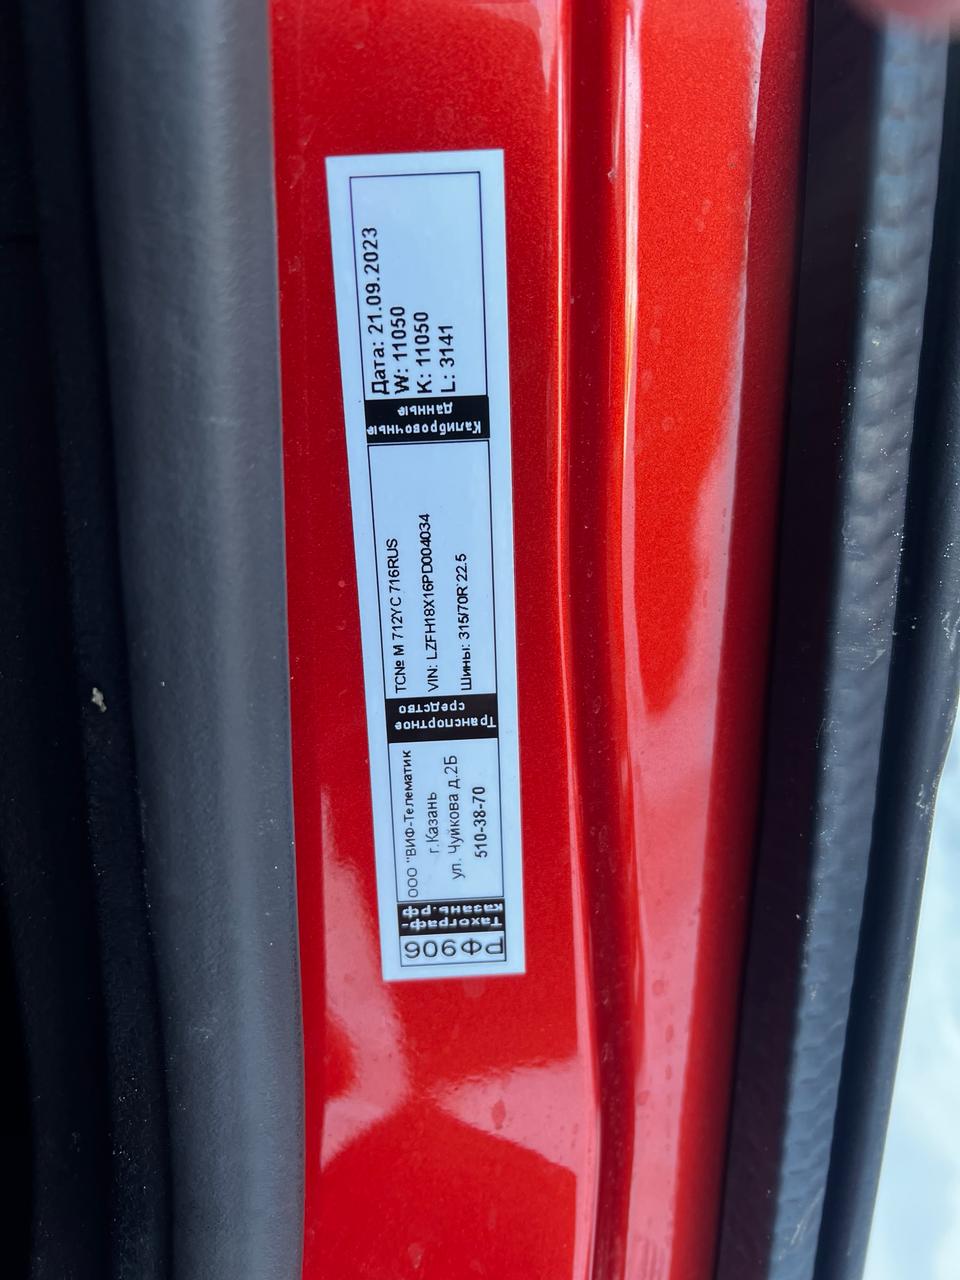 РФ906
Тахограф-
казань.рф
ООО "ВИФ-Телематик
г.Казань
ул. Чуйкова д.2Б
510-38-70
Транспортное
средство
ТС№ М 712УС 716RUS
VIN: LZFH18X16PD004034
Шины: 315/70R`22.5
Калибровочные
данные
Дата: 21.09.2023
W: 11050
K: 11050
L: 3141